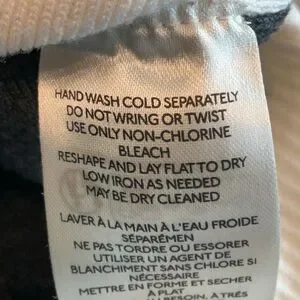 HAND WASH COLD SEPARATELY
DO NOT WRING OR TWIST
USE ONLY NON-CHLORINE
BLEACH
RESHAPE AND LAY FLAT TO DRY
LOW IRON AS NEEDED
MAY BE DRY CLEANED
LAVER À LA MAIN À L'EAU FROIDE
SÉPARÉMEN
NE PAS TORDRE OU ESSORER
UTILISER UN AGENT DE
BLANCHIMENT SANS CHLORE SI
NÉCESSAIRE
METTRE EN FORME ET SECHER
À PLAT
BESOIN À TRÉS